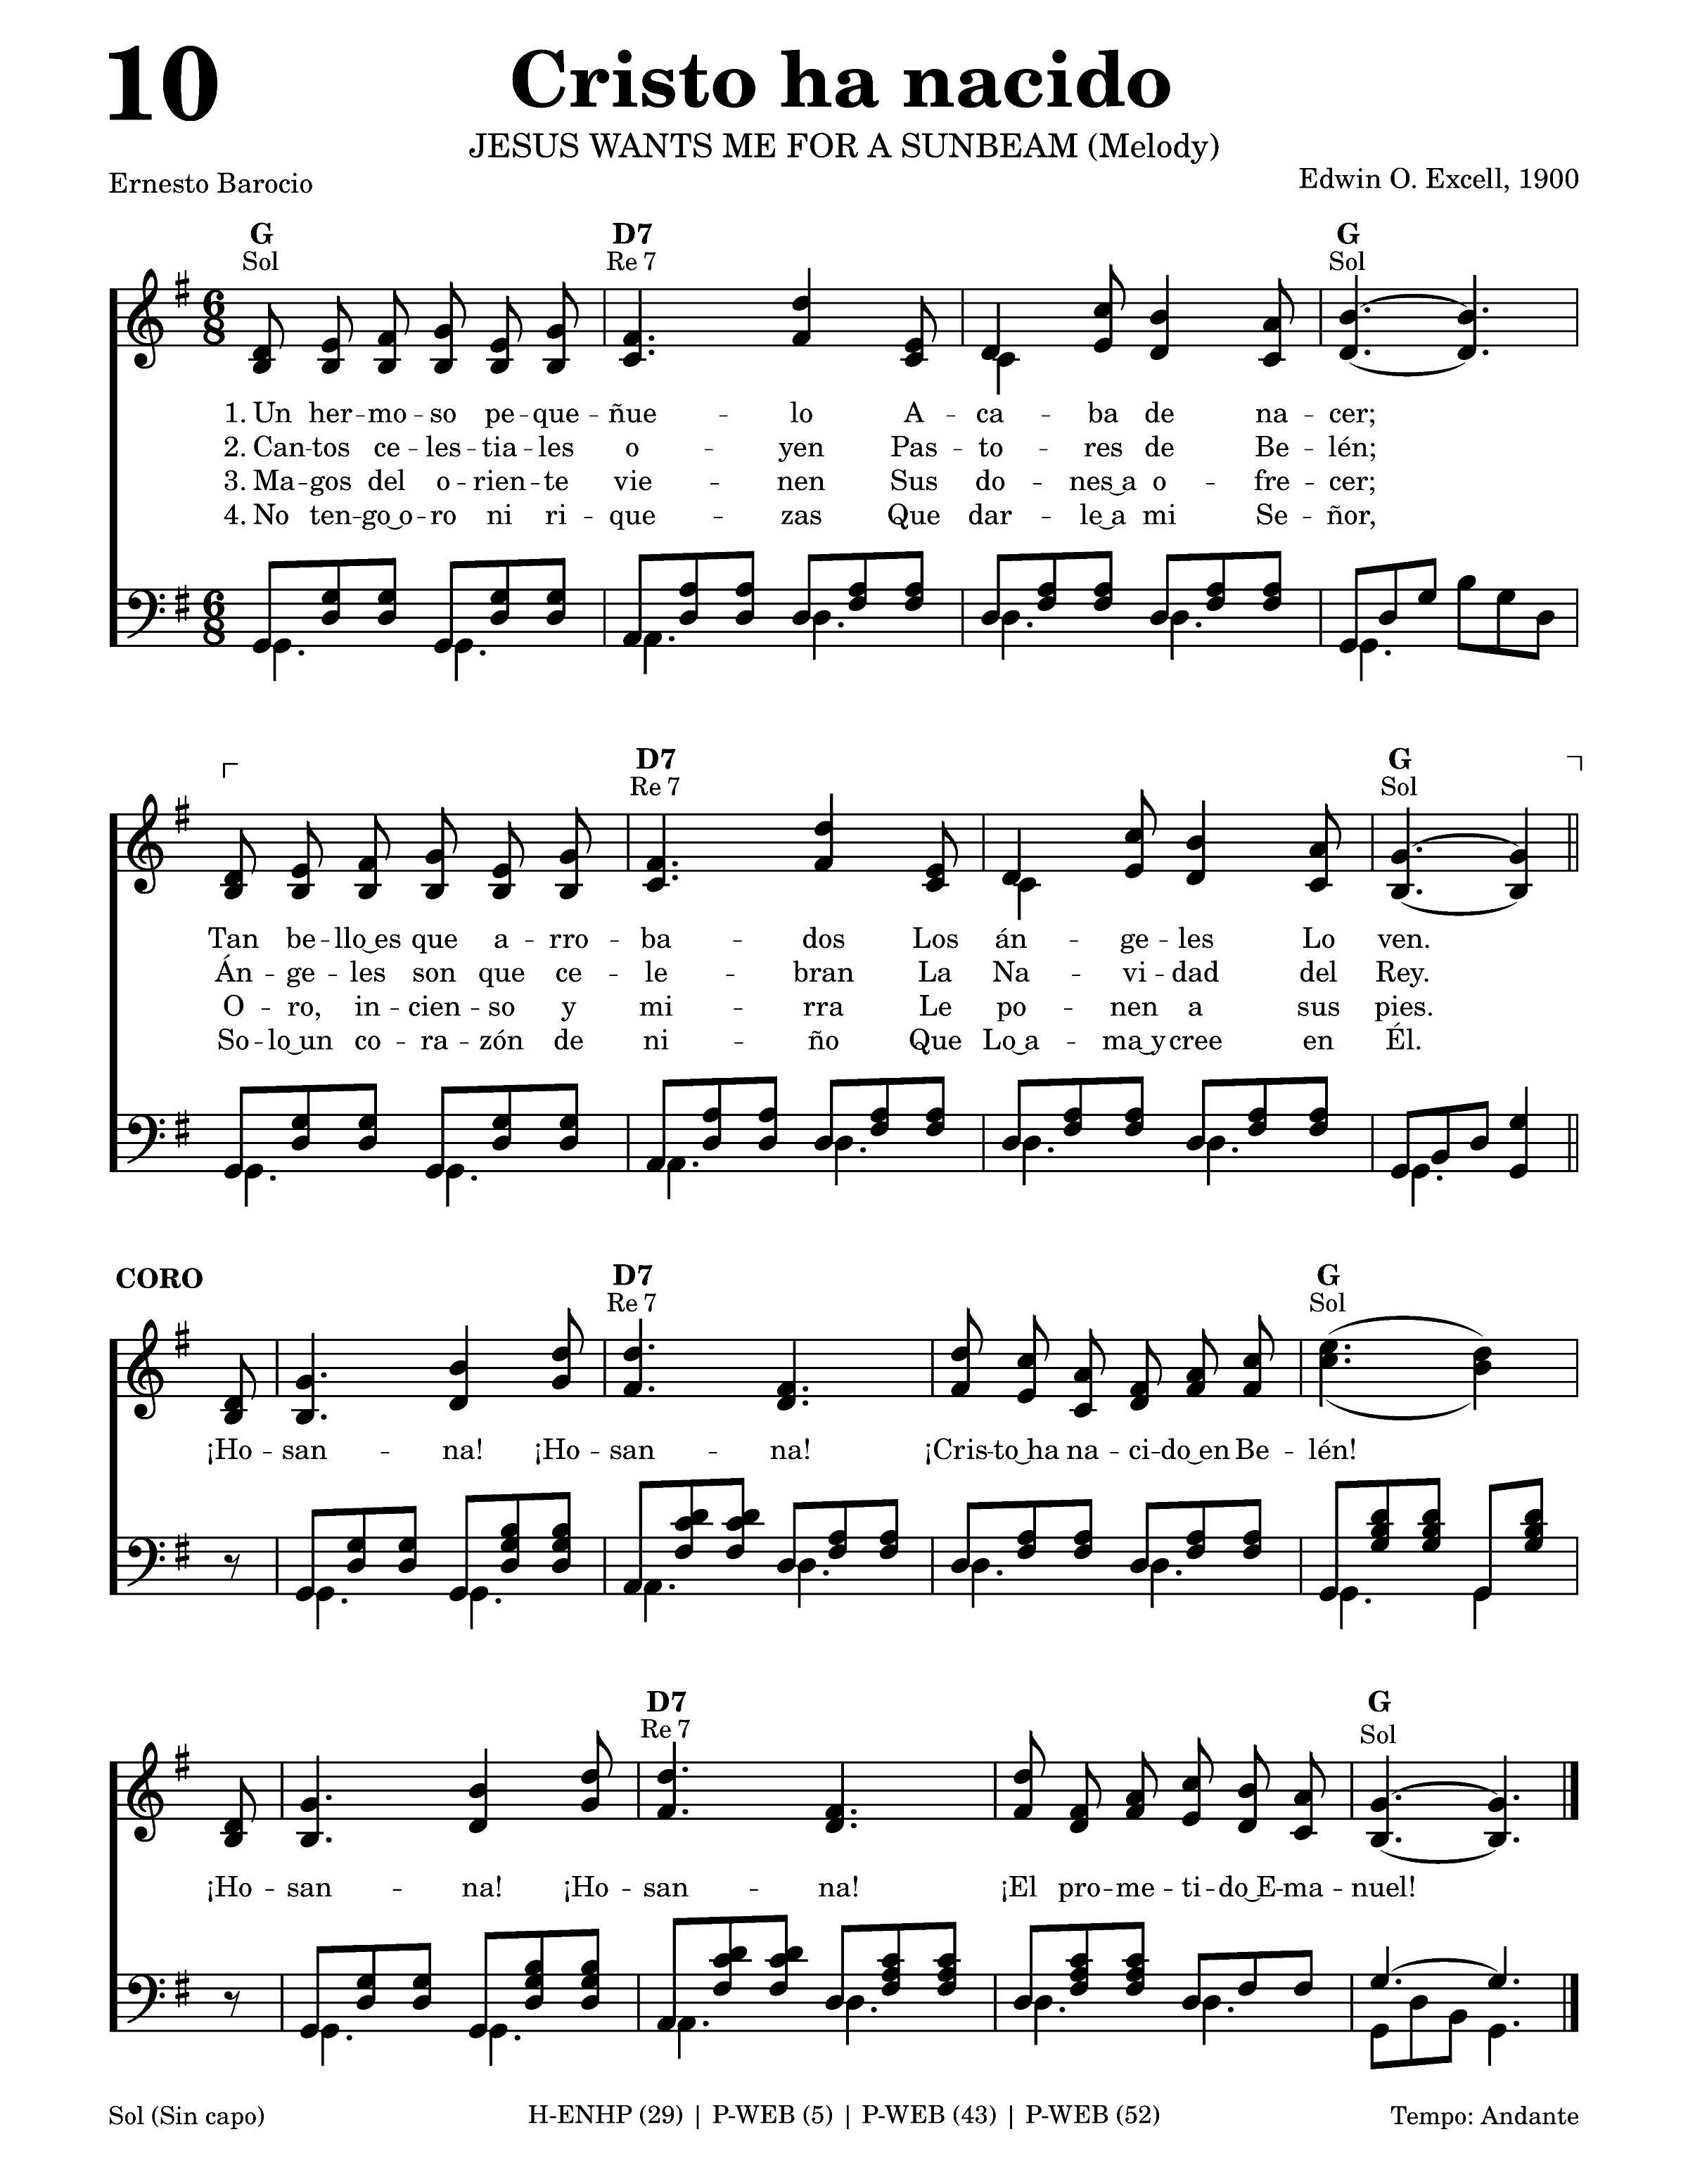 10
Cristo ha nacido
JESUS WANTS ME FOR A SUNBEAM (Melody)
Ernesto Barocio
Edwin O. Excell, 1900
G D7 G
Sol Re 7 Sol
6 8
1. Un her – mo – so pe – que – ñue – lo A – ca – ba de na – cer;
2. Can – tos ce – les – tia – les o – yen Pas – to – res de Be – lén;
3. Ma – gos del o – rien – te vie – nen Sus do – nes‿a o – fre – cer;
4. No ten – go‿o – ro ni ri – que – zas Que dar – le‿a mi Se – ñor,
6 8
D7 G
Re 7 Sol
Tan be – llo‿es que a – rro – ba – dos Los án – ge – les Lo ven.
Án – ge – les son que ce – le – bran La Na – vi – dad del Rey.
O – ro, in – cien – so y mi – rra Le po – nen a sus pies.
So – lo‿un co – ra – zón de ni – ño Que Lo‿a – ma‿y cree en Él.
CORO D7 G
Re 7 Sol
¡Ho – san – na! ¡Ho – san – na! ¡Cris – to‿ha na – ci – do‿en Be – lén!
D7 G
Re 7 Sol
¡Ho – san – na! ¡Ho – san – na! ¡El pro – me – ti – do‿E – ma – nuel!
Sol (Sin capo) H-ENHP (29) | P-WEB (5) | P-WEB (43) | P-WEB (52) Tempo: Andante